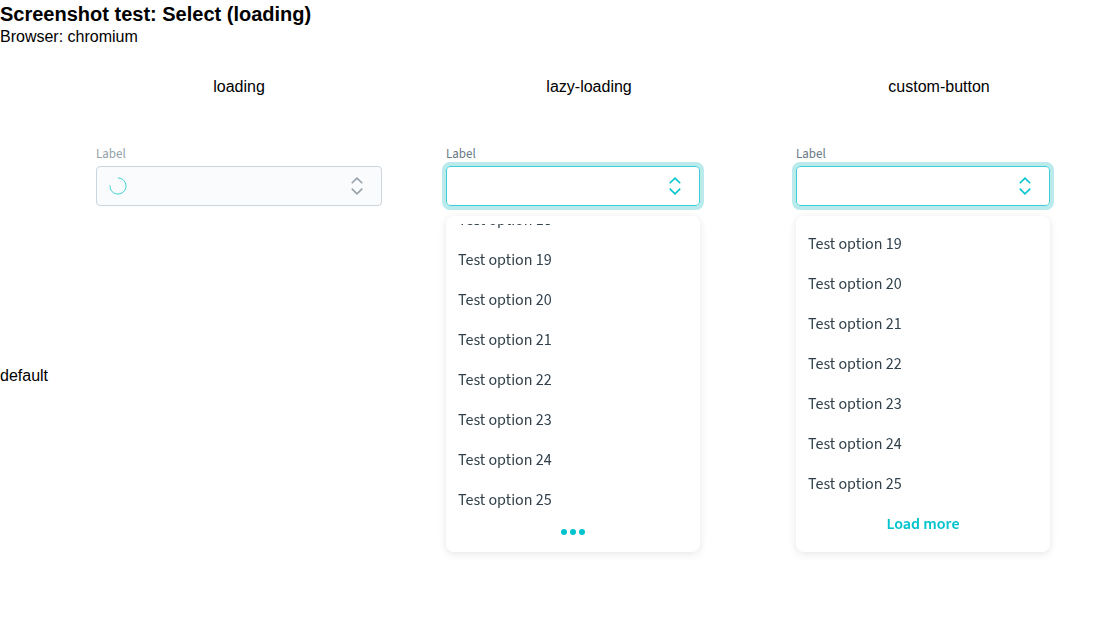 Screenshot test: Select (loading)
Browser: chromium
loading
lazy-loading
custom-button
default
Label
Label
Test option 19
Test option 20
Test option 21
Test option 22
Test option 23
Test option 24
Test option 25
Label
Test option 19
Test option 20
Test option 21
Test option 22
Test option 23
Test option 24
Test option 25
Load more